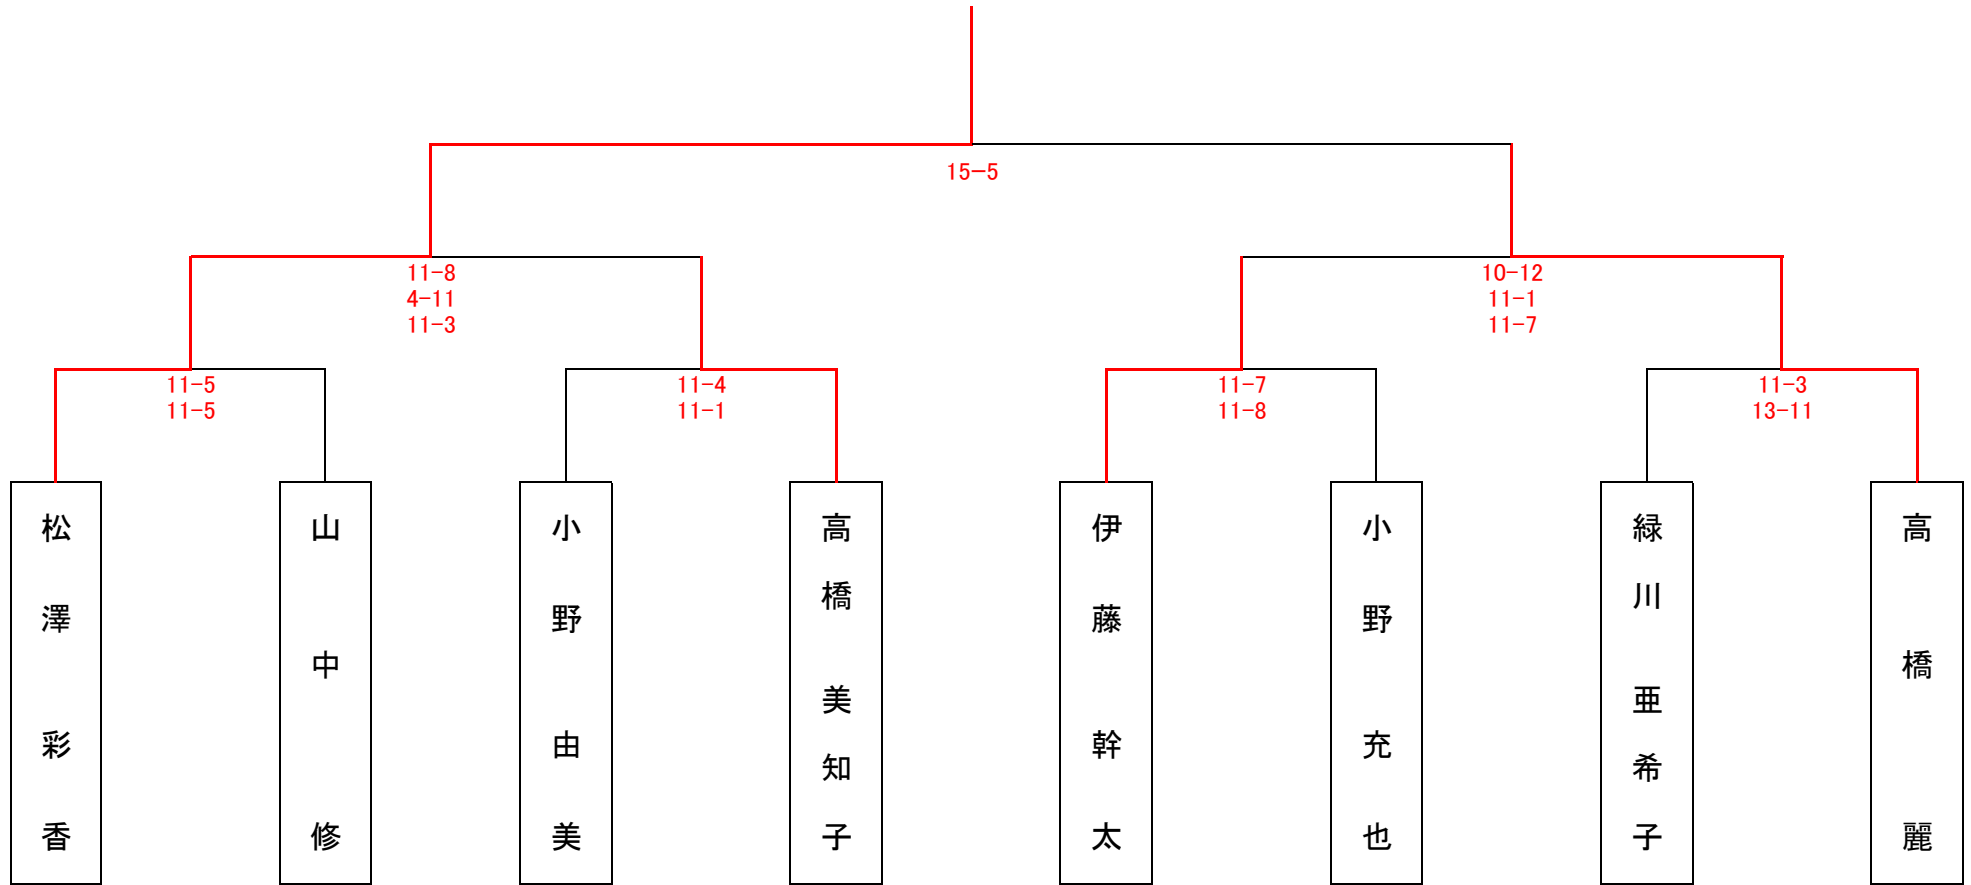 15-5
11-8
4-11
11-3
10-12
11-1
11-7
11-5
11-5
11-4
11-1
11-7
11-8
11-3
13-11
松澤 彩香
山中 修
小野 由美
高橋 美知子
伊藤 幹太
小野 充也
緑川 亜希子
高橋 麗